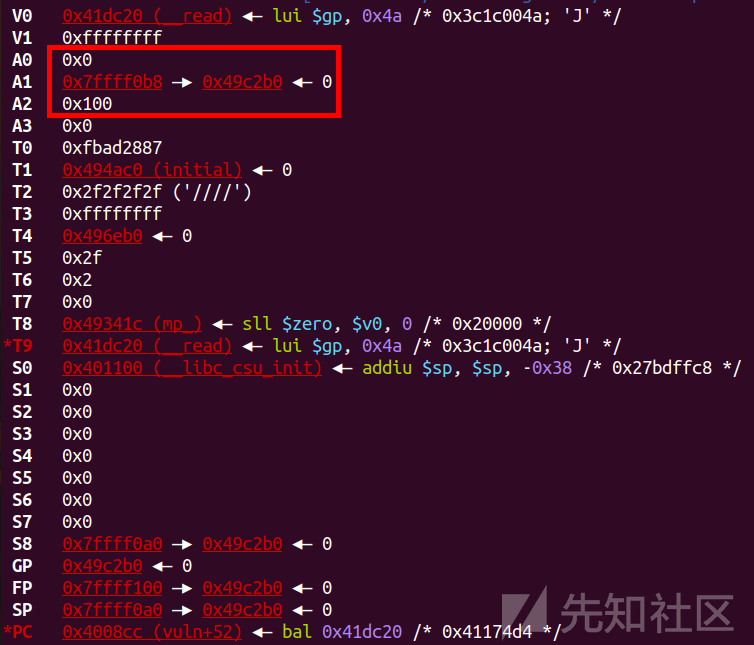 V0 0x41dc20 (__read) ◂— lui $gp, 0x4a /* 0x3c1c004a; 'J' */
V1 0xffffffff
A0 0x0
A1 0x7ffff0b8 —▸ 0x49c2b0 ◂— 0
A2 0x100
A3 0x0
T0 0xfbad2887
T1 0x494ac0 (initial) ◂— 0
T2 0x2f2f2f2f ('////')
T3 0xffffffff
T4 0x496eb0 ◂— 0
T5 0x2f
T6 0x2
T7 0x0
T8 0x49341c (mp_) ◂— sll $zero, $v0, 0 /* 0x20000 */
*T9 0x41dc20 (__read) ◂— lui $gp, 0x4a /* 0x3c1c004a; 'J' */
S0 0x401100 (__libc_csu_init) ◂— addiu $sp, $sp, -0x38 /* 0x27bdffc8 */
S1 0x0
S2 0x0
S3 0x0
S4 0x0
S5 0x0
S6 0x0
S7 0x0
S8 0x7ffff0a0 —▸ 0x49c2b0 ◂— 0
GP 0x49c2b0 ◂— 0
FP 0x7ffff100 —▸ 0x49c2b0 ◂— 0
SP 0x7ffff0a0 —▸ 0x49c2b0 ◂— 0
*PC 0x4008cc (vuln+52) ◂— bal 0x41dc20 /* 0x41174d4 */
先知社区